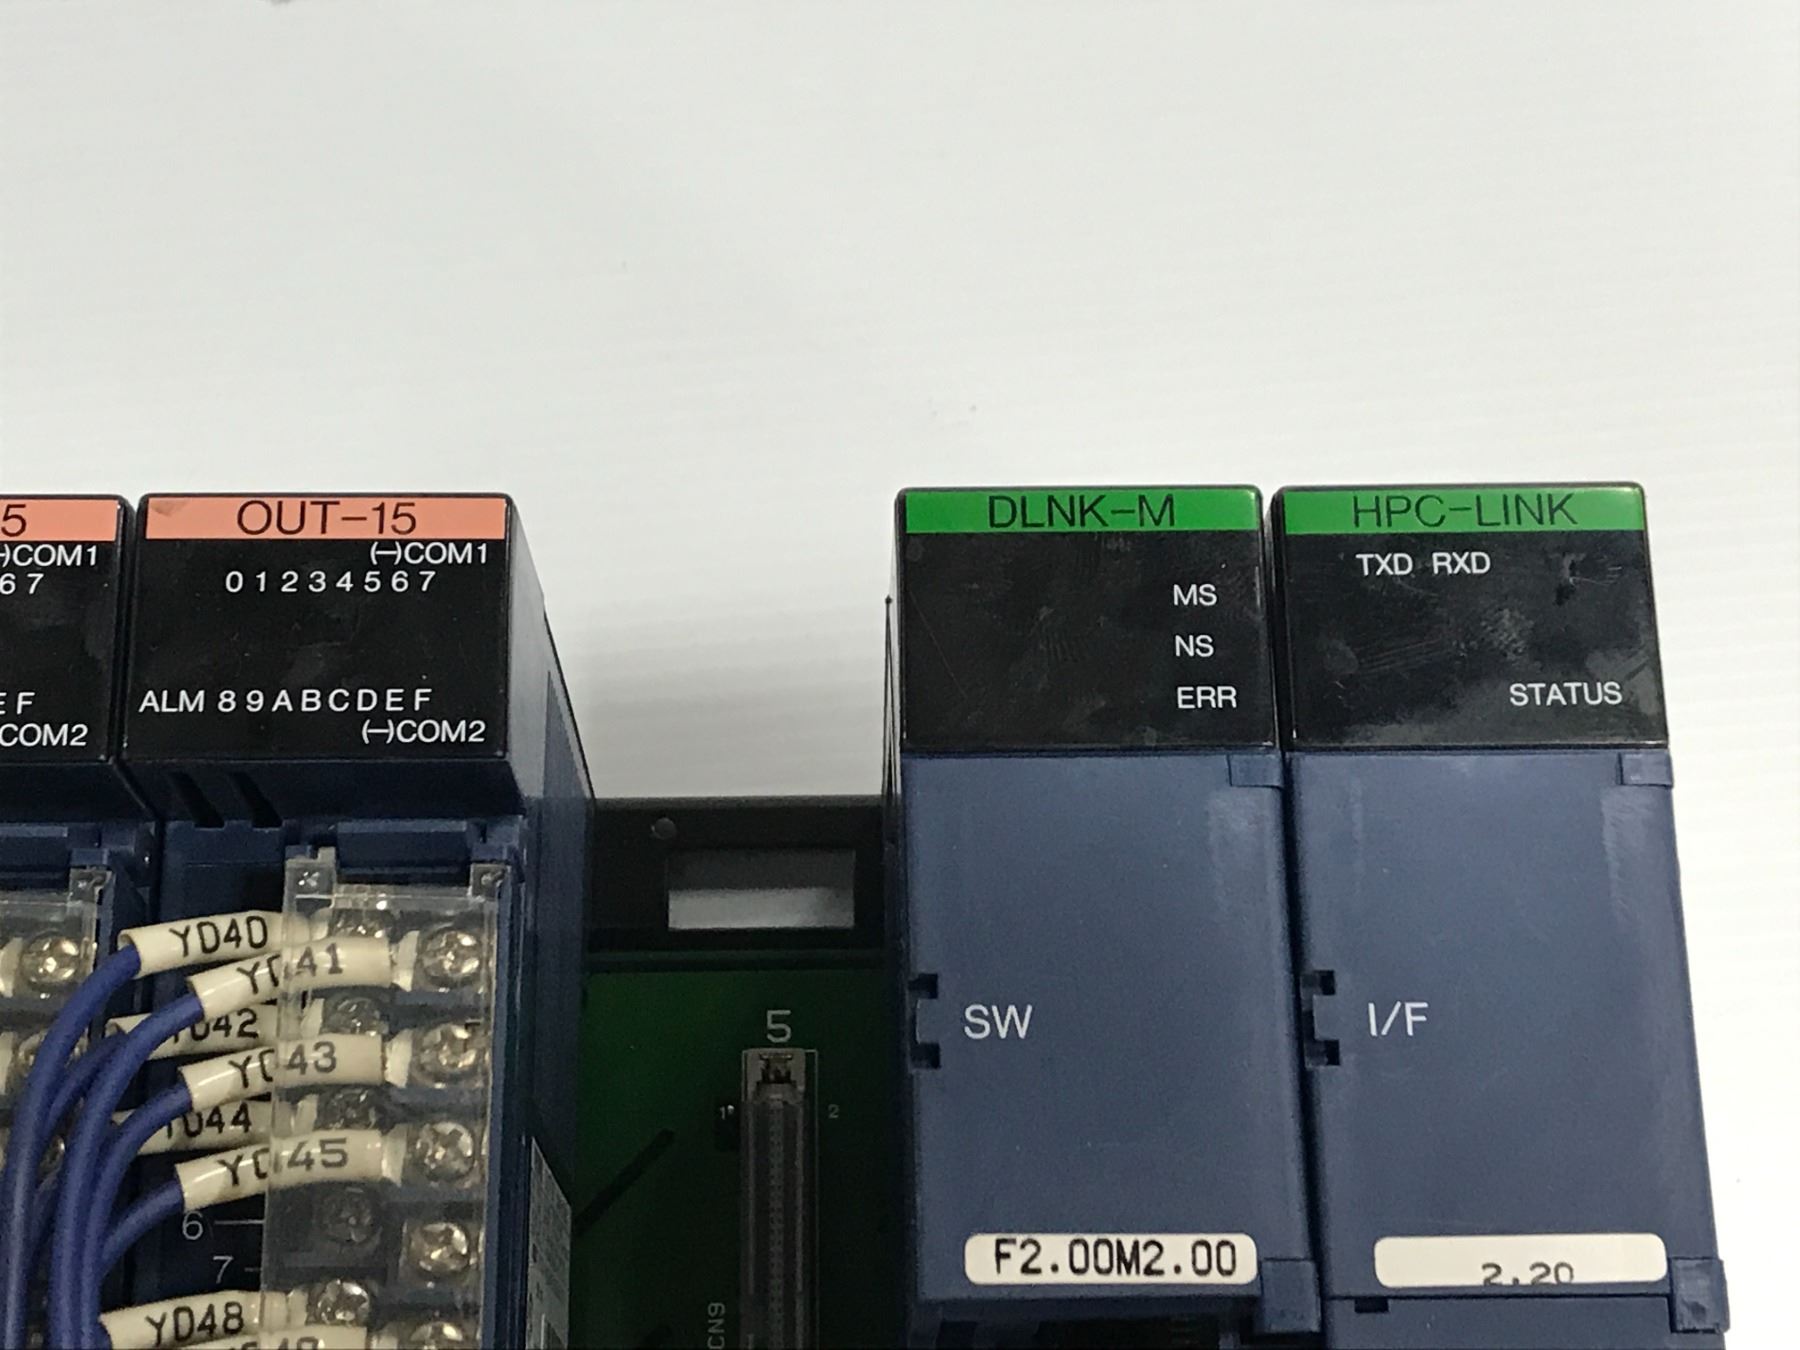 5
(−)COM1
6 7
E F
COM2
OUT−15
(−)COM1
0 1 2 3 4 5 6 7
ALM 8 9 A B C D E F
(−)COM2
YD40
YD41
YD42
YD43
YD44
YD45
6
7
YD48
5
1
2
CN9
DLNK−M
MS
NS
ERR
SW
F2.00M2.00
HPC−LINK
TXD RXD
STATUS
I/F
2.20